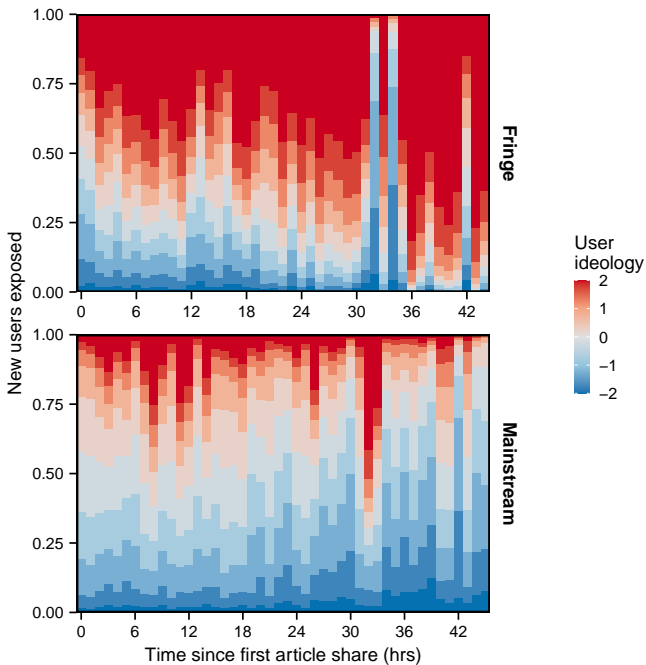 1.00
0.75
0.50
0.25
0.00
0 6 12 18 24 30 36 42
Fringe
New users exposed
User
ideology
2
1
0
−1
−2
1.00
0.75
0.50
0.25
0.00
0 6 12 18 24 30 36 42
Mainstream
Time since first article share (hrs)